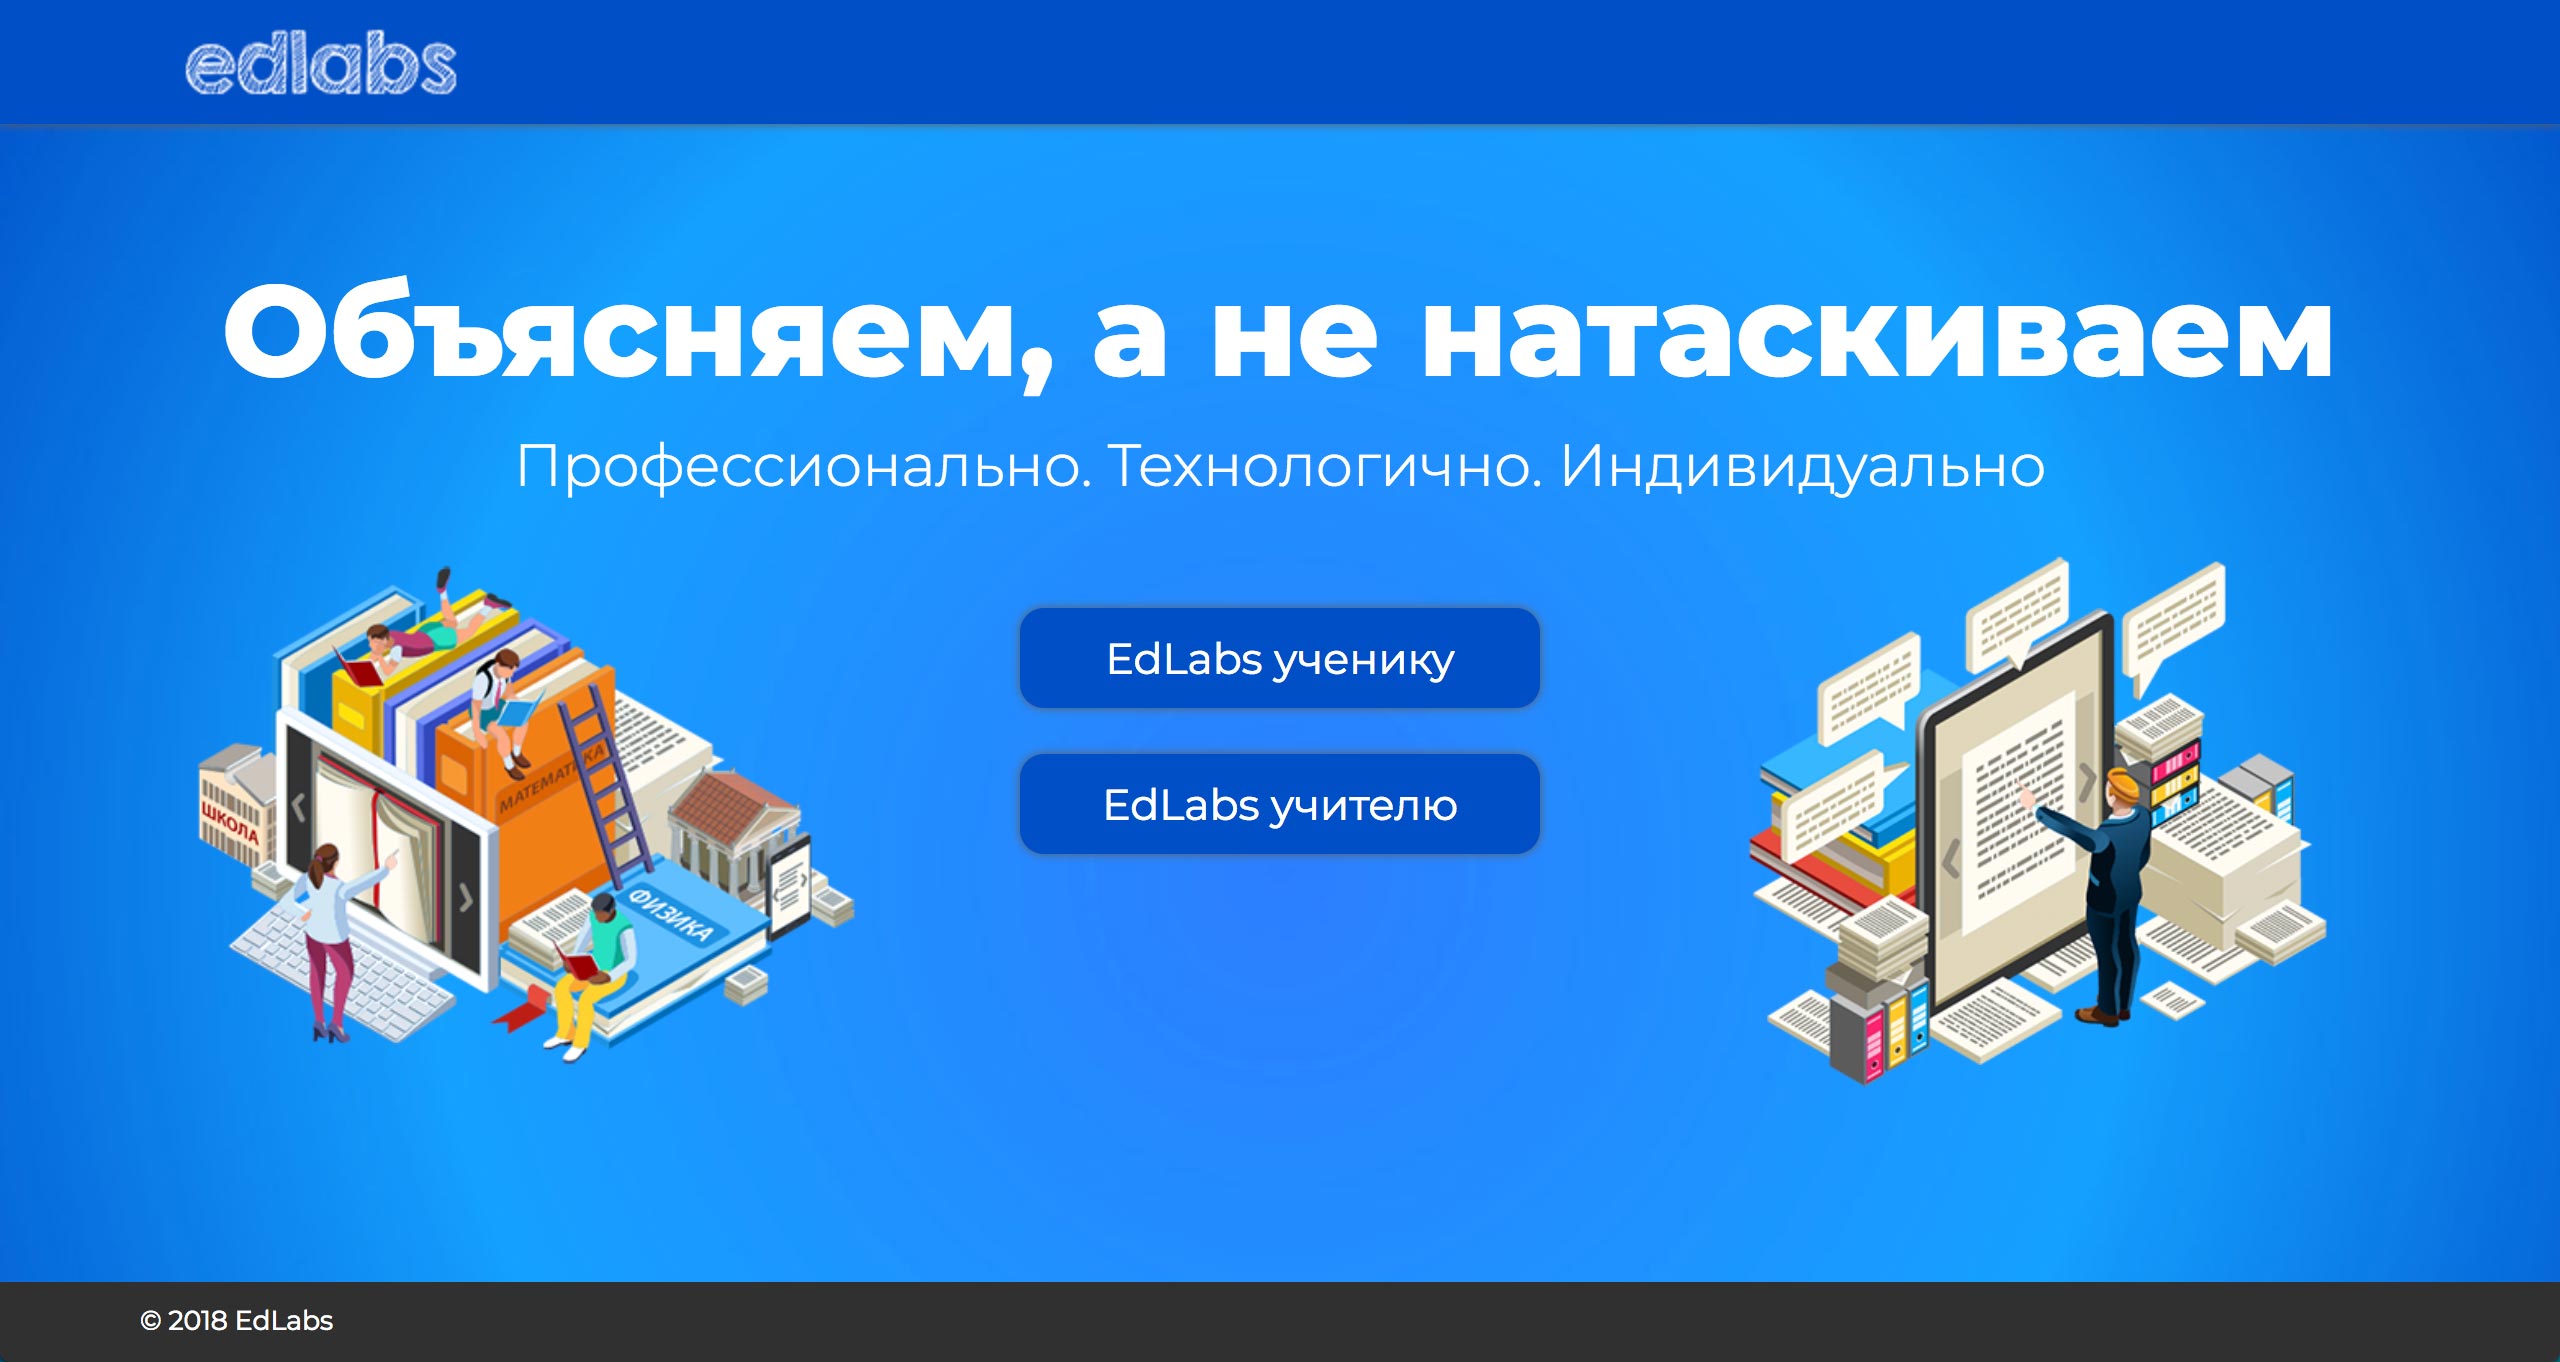 edlabs
Объясняем, а не натаскиваем
Профессионально. Технологично. Индивидуально
EdLabs ученику
EdLabs учителю
МАТЕМАТИКА
ШКОЛА
ФИЗИКА
© 2018 EdLabs